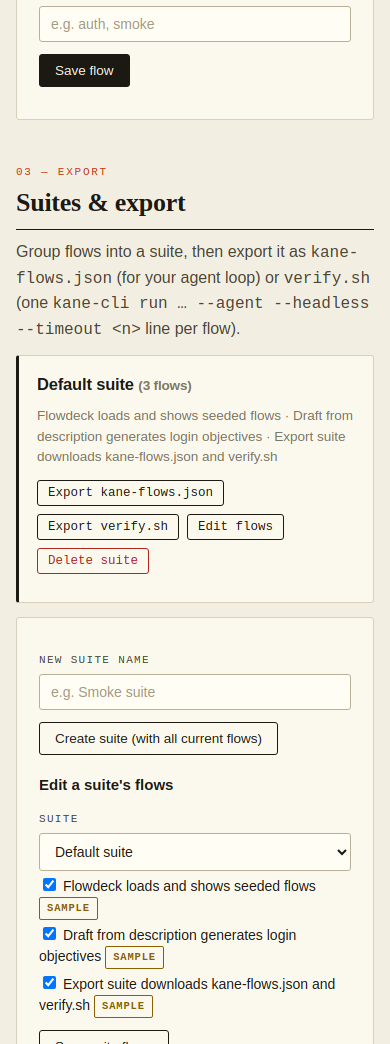 e.g. auth, smoke
Save flow
03 — EXPORT
Suites & export
Group flows into a suite, then export it as kane-
flows.json (for your agent loop) or verify.sh
(one kane-cli run … --agent --headless
--timeout <n> line per flow).
Default suite (3 flows)
Flowdeck loads and shows seeded flows · Draft from
description generates login objectives · Export suite
downloads kane-flows.json and verify.sh
Export kane-flows.json
Export verify.sh Edit flows
Delete suite
NEW SUITE NAME
e.g. Smoke suite
Create suite (with all current flows)
Edit a suite's flows
SUITE
Default suite
Flowdeck loads and shows seeded flows
SAMPLE
Draft from description generates login
objectives SAMPLE
Export suite downloads kane-flows.json and
verify.sh SAMPLE